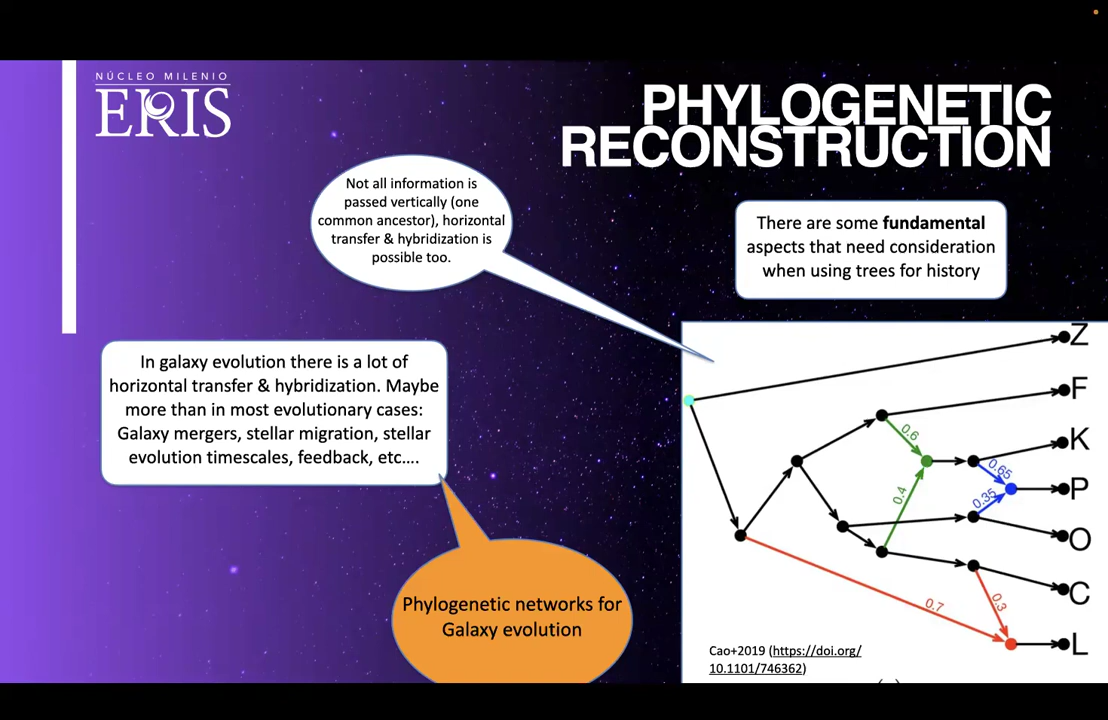 NÚCLEO MILENIO
ERIS
PHYLOGENETIC
RECONSTRUCTION
Not all information is
passed vertically (one
common ancestor), horizontal
transfer & hybridization is
possible too.
There are some fundamental
aspects that need consideration
when using trees for history
In galaxy evolution there is a lot of
horizontal transfer & hybridization. Maybe
more than in most evolutionary cases:
Galaxy mergers, stellar migration, stellar
evolution timescales, feedback, etc....
Phylogenetic networks for
Galaxy evolution
Z
F
0.6
K
0.65
P
0.4
0.35
O
C
0.7
0.3
L
Cao+2019 (https://doi.org/
10.1101/746362)